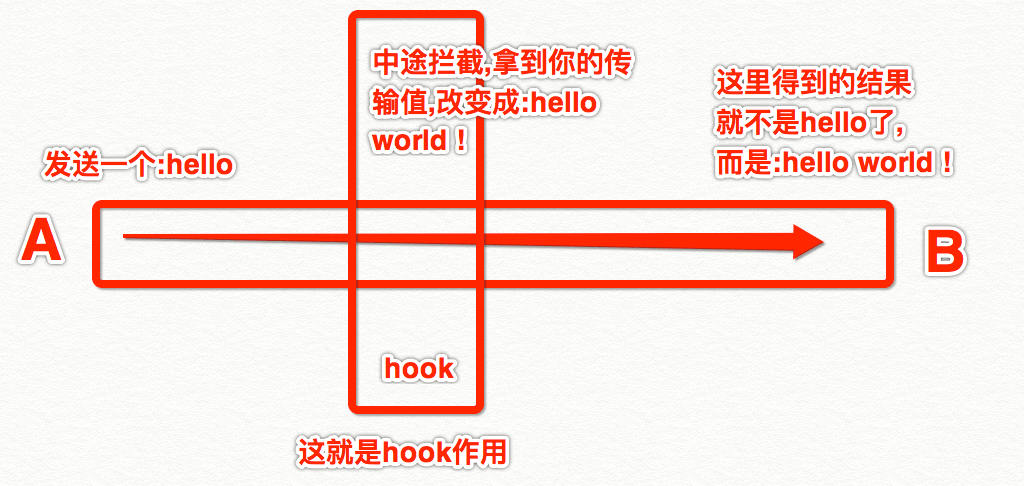 中途拦截,拿到你的传
输值,改变成:hello
world！
这里得到的结果
就不是hello了,
而是:hello world！
发送一个:hello
A
B
hook
这就是hook作用